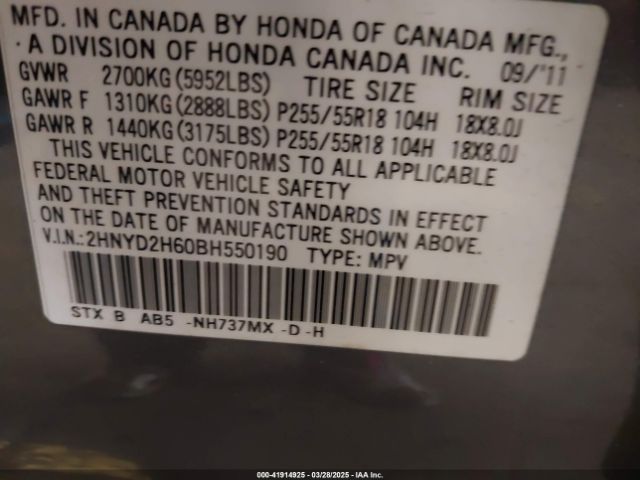 MFD. IN CANADA BY HONDA OF CANADA MFG.,
· A DIVISION OF HONDA CANADA INC. 09/'11
GVWR 2700KG (5952LBS) TIRE SIZE RIM SIZE
GAWR F 1310KG (2888LBS) P255/55R18 104H 18X8.0J
GAWR R 1440KG (3175LBS) P255/55R18 104H 18X8.0J
THIS VEHICLE CONFORMS TO ALL APPLICABLE
FEDERAL MOTOR VEHICLE SAFETY
AND THEFT PREVENTION STANDARDS IN EFFECT
ON THE DATE OF MANUFACTURE SHOWN ABOVE.
V.I.N.: 2HNYD2H60BH550190 TYPE: MPV
STX B AB5 -NH737MX -D -H
000-41914925 | 03/28/2025 | IAA Inc.